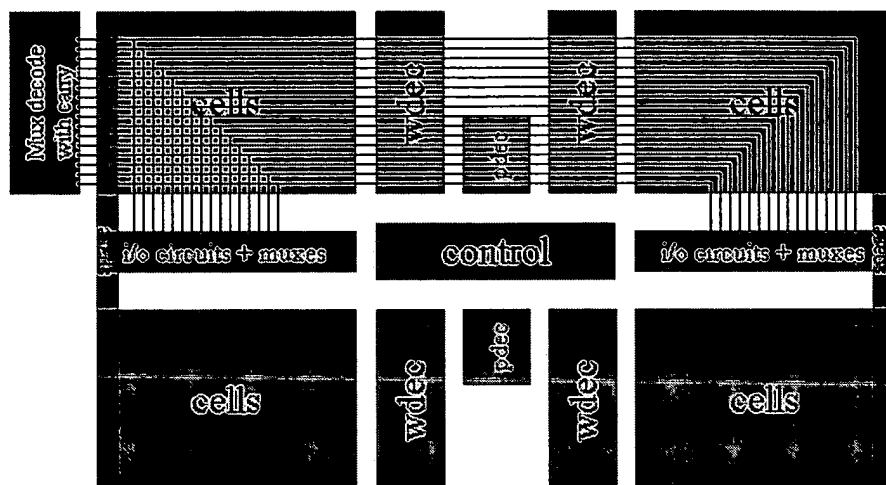 Mux decode
with carry
cells
wdec
pdec
wdec
cells
i/o circuits + muxes
control
i/o circuits + muxes
cells
wdec
pdec
wdec
cells